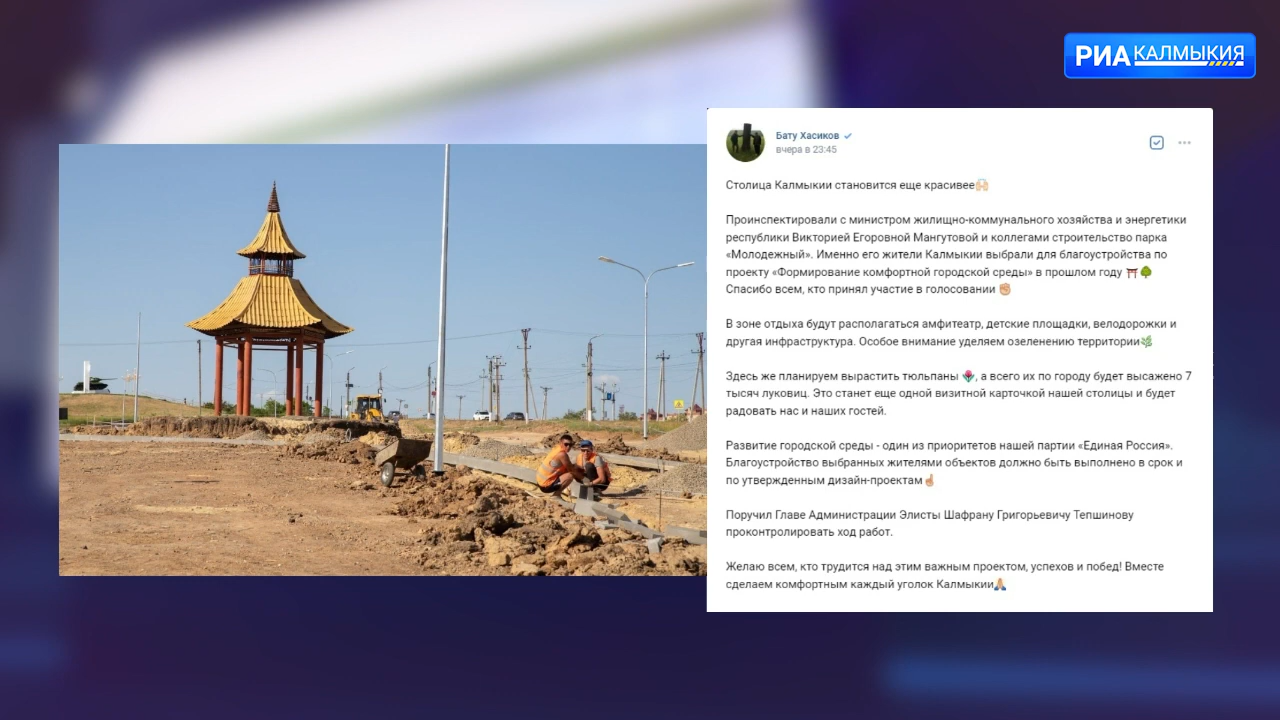 РИА КАЛМЫКИЯ
Бату Хасиков
вчера в 23:45
Столица Калмыкии становится еще красивее🙌🏻
Проинспектировали с министром жилищно-коммунального хозяйства и энергетики
республики Викторией Егоровной Мангутовой и коллегами строительство парка
«Молодежный». Именно его жители Калмыкии выбрали для благоустройства по
проекту «Формирование комфортной городской среды» в прошлом году ⛩🌳
Спасибо всем, кто принял участие в голосовании ✊🏼
В зоне отдыха будут располагаться амфитеатр, детские площадки, велодорожки и
другая инфраструктура. Особое внимание уделяем озеленению территории🌿
Здесь же планируем вырастить тюльпаны 🌷, а всего их по городу будет высажено 7
тысяч луковиц. Это станет еще одной визитной карточкой нашей столицы и будет
радовать нас и наших гостей.
Развитие городской среды - один из приоритетов нашей партии «Единая Россия».
Благоустройство выбранных жителями объектов должно быть выполнено в срок и
по утвержденным дизайн-проектам☝🏼
Поручил Главе Администрации Элисты Шафрану Григорьевичу Тепшинову
проконтролировать ход работ.
Желаю всем, кто трудится над этим важным проектом, успехов и побед! Вместе
сделаем комфортным каждый уголок Калмыкии🙏🏼